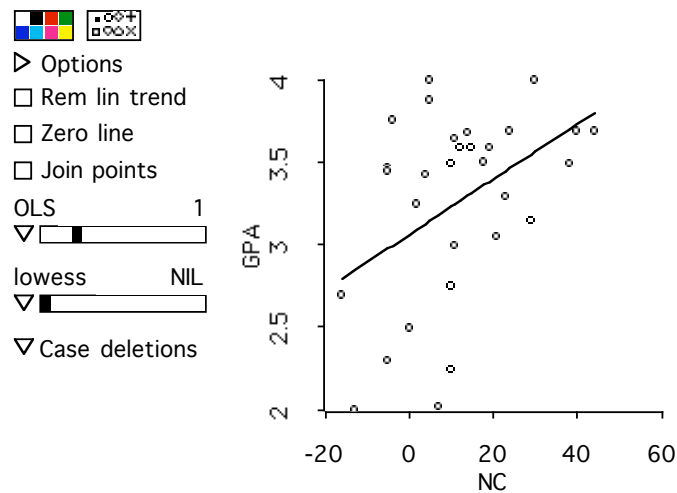 Options
Rem lin trend
Zero line
Join points
OLS 1
lowess NIL
Case deletions
GPA
4
3.5
3
2.5
2
-20 0 20 40 60
NC